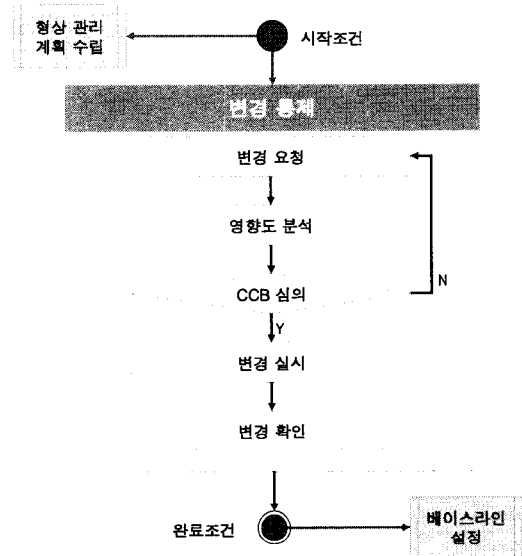 형상 관리
계획 수립
시작조건
변경 통제
변경 요청
영향도 분석
CCB 심의
N
Y
변경 실시
변경 확인
완료조건
베이스라인
설정